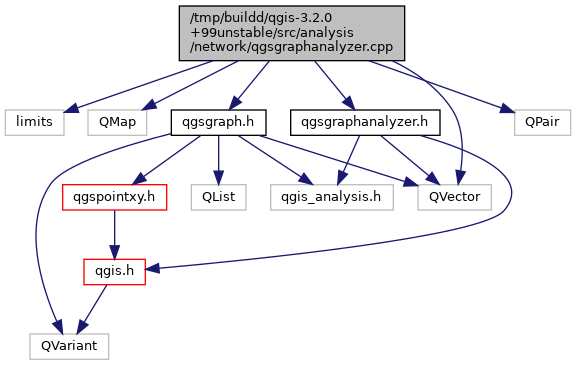 /tmp/buildd/qgis-3.2.0
+99unstable/src/analysis
/network/qgsgraphanalyzer.cpp
limits
QMap
qgsgraph.h
qgsgraphanalyzer.h
QPair
qgspointxy.h
QList
qgis_analysis.h
QVector
qgis.h
QVariant